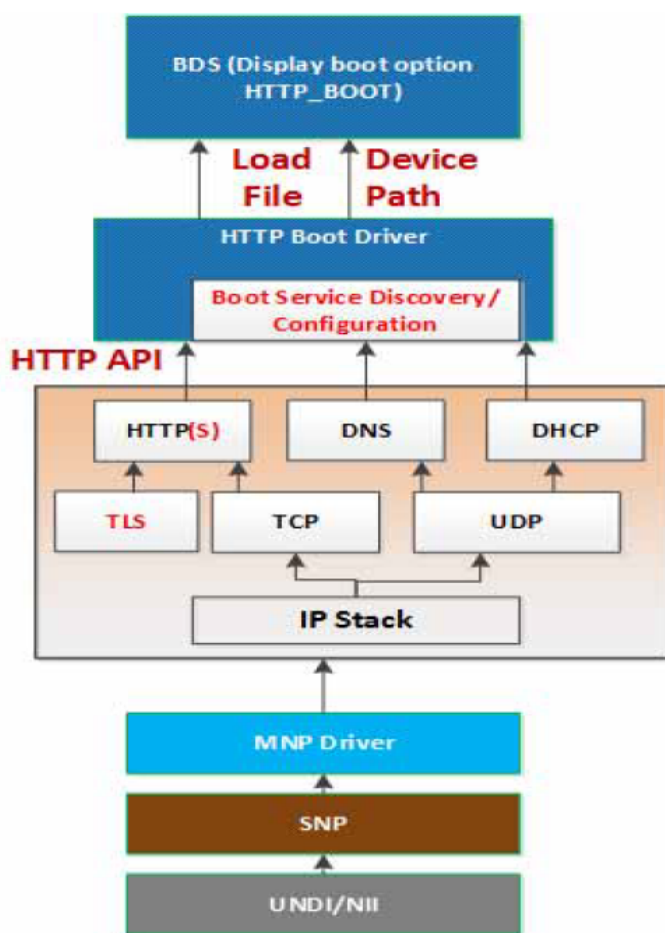 BDS (Display boot option
HTTP_BOOT)
Load
File
Device
Path
HTTP Boot Driver
Boot Service Discovery/
Configuration
HTTP API
HTTP(S)
DNS
DHCP
TLS
TCP
UDP
IP Stack
MNP Driver
SNP
UNDI/NII